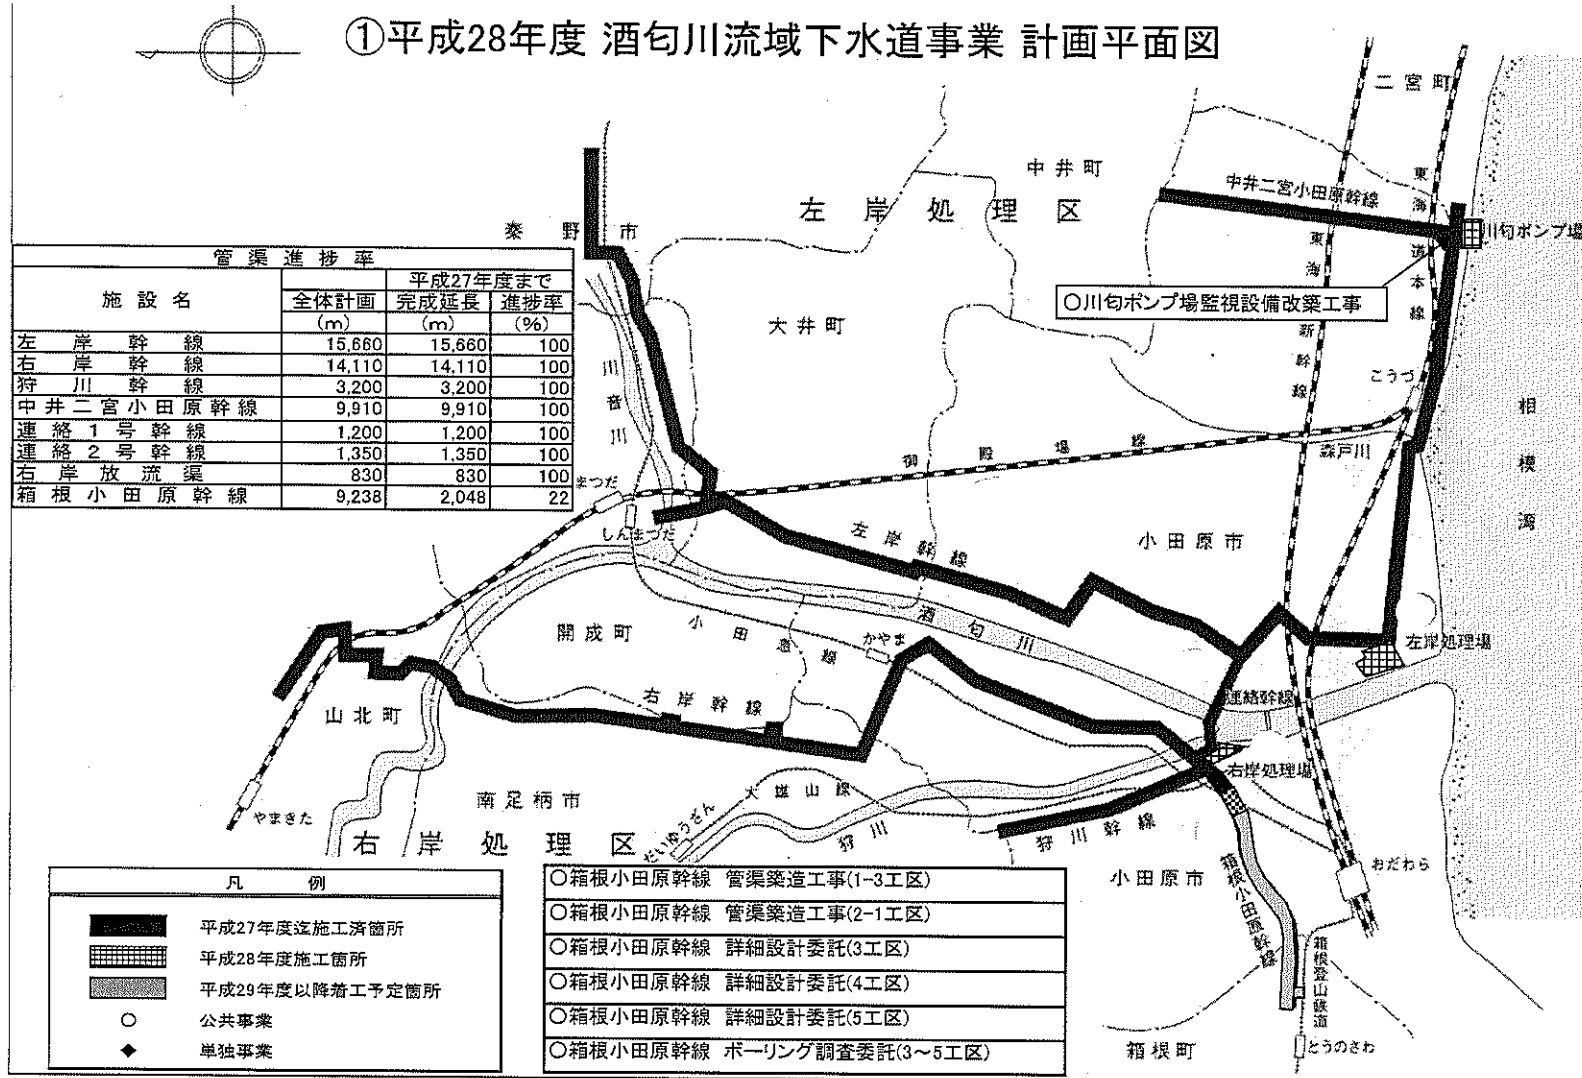 ①平成28年度 酒匂川流域下水道事業 計画平面図
二宮町
中井町
左岸処理区
中井二宮小田原幹線
東海道本線
川匂ポンプ場
秦野市
東海新幹線
○川匂ポンプ場監視設備改築工事
大井町
管渠進捗率
施設名 全体計画 平成27年度まで
完成延長 進捗率
(m) (m) (%)
左岸幹線 15,660 15,660 100
右岸幹線 14,110 14,110 100
狩川幹線 3,200 3,200 100
中井二宮小田原幹線 9,910 9,910 100
連絡1号幹線 1,200 1,200 100
連絡2号幹線 1,350 1,350 100
右岸放流渠 830 830 100
箱根小田原幹線 9,238 2,048 22
川音川
こうづ
相模湾
御殿場線
森戸川
まつだ
しんまつだ
左岸幹線
小田原市
酒匂川
開成町
小田急線
かやま
左岸処理場
右岸幹線
連絡幹線
山北町
右岸処理場
やまきた
南足柄市
大雄山線
だいゆうざん
狩川
狩川幹線
右岸処理区
小田原市
おだわら
箱根小田原幹線
箱根登山鉄道
箱根町
とうのさわ
凡例
平成27年度迄施工済箇所
平成28年度施工箇所
平成29年度以降着工予定箇所
○ 公共事業
◆ 単独事業
○箱根小田原幹線 管渠築造工事(1-3工区)
○箱根小田原幹線 管渠築造工事(2-1工区)
○箱根小田原幹線 詳細設計委託(3工区)
○箱根小田原幹線 詳細設計委託(4工区)
○箱根小田原幹線 詳細設計委託(5工区)
○箱根小田原幹線 ボーリング調査委託(3～5工区)